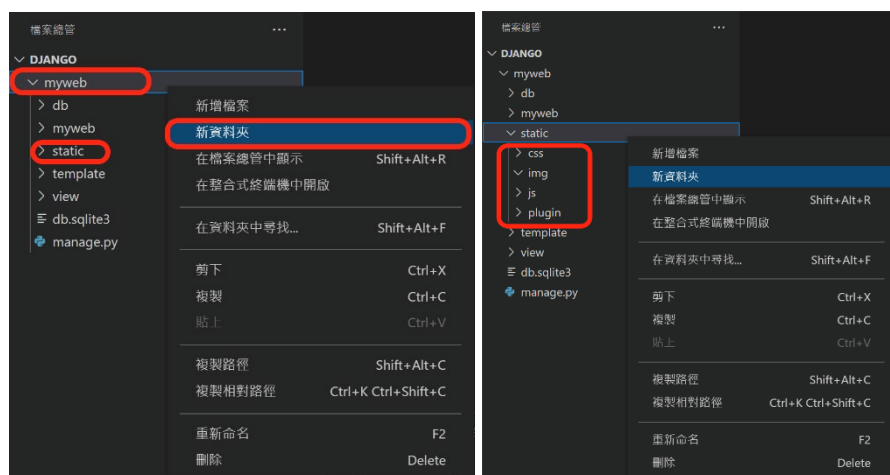 檔案總管 ...
DJANGO
myweb
db
myweb
static
template
view
db.sqlite3
manage.py
新增檔案
新資料夾
在檔案總管中顯示 Shift+Alt+R
在整合式終端機中開啟
在資料夾中尋找... Shift+Alt+F
剪下 Ctrl+X
複製 Ctrl+C
貼上 Ctrl+V
複製路徑 Shift+Alt+C
複製相對路徑 Ctrl+K Ctrl+Shift+C
重新命名 F2
刪除 Delete
檔案總管 ...
DJANGO
myweb
db
myweb
static
css
img
js
plugin
template
view
db.sqlite3
manage.py
新增檔案
新資料夾
在檔案總管中顯示 Shift+Alt+R
在整合式終端機中開啟
在資料夾中尋找... Shift+Alt+F
剪下 Ctrl+X
複製 Ctrl+C
貼上 Ctrl+V
複製路徑 Shift+Alt+C
複製相對路徑 Ctrl+K Ctrl+Shift+C
重新命名 F2
刪除 Delete